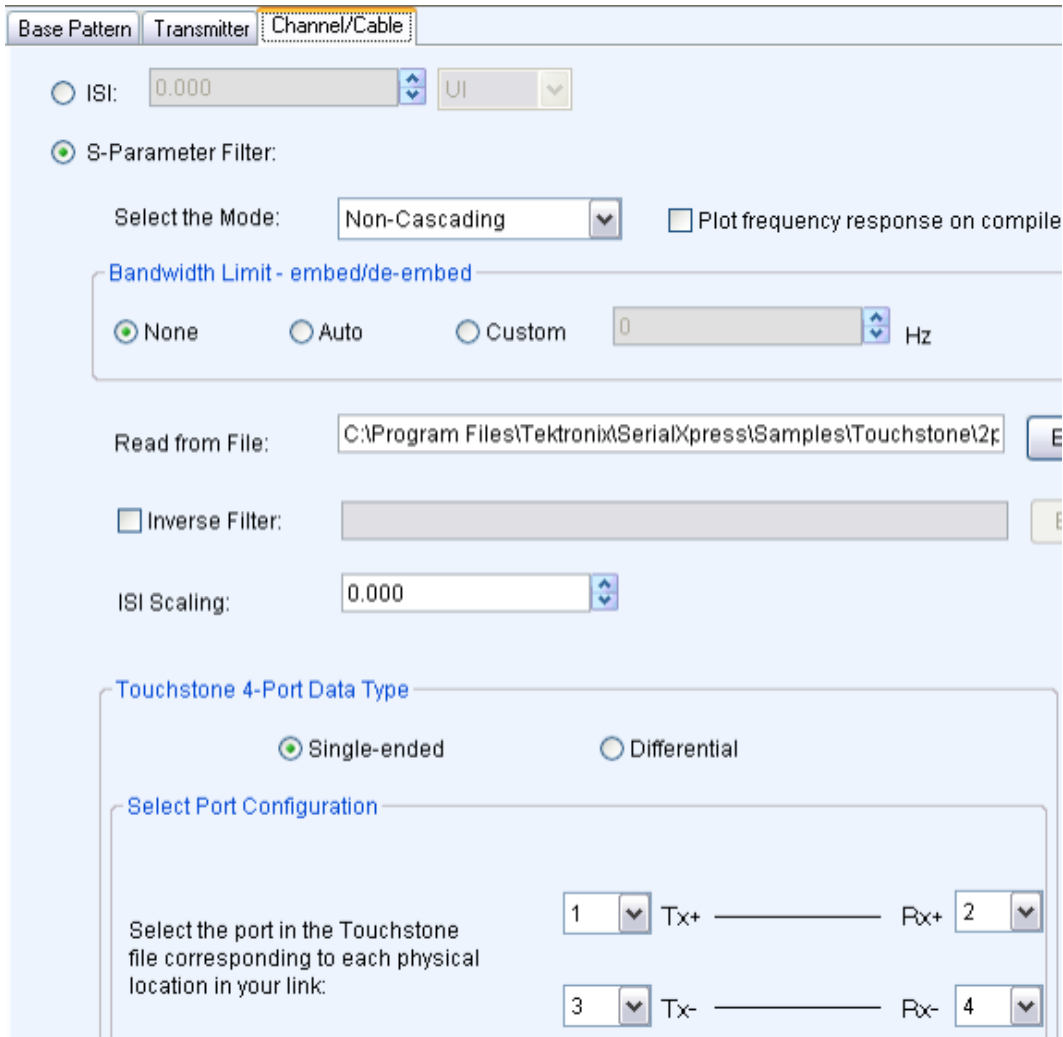 Base Pattern Transmitter Channel/Cable
ISI: 0.000 UI
S-Parameter Filter:
Select the Mode: Non-Cascading Plot frequency response on compile
Bandwidth Limit - embed/de-embed
None Auto Custom 0 Hz
Read from File: C:\Program Files\Tektronix\SerialXpress\Samples\Touchstone\2p
Inverse Filter:
ISI Scaling: 0.000
Touchstone 4-Port Data Type
Single-ended Differential
Select Port Configuration
1 Tx+ Rx+ 2
Select the port in the Touchstone
file corresponding to each physical
location in your link:
3 Tx- Rx- 4